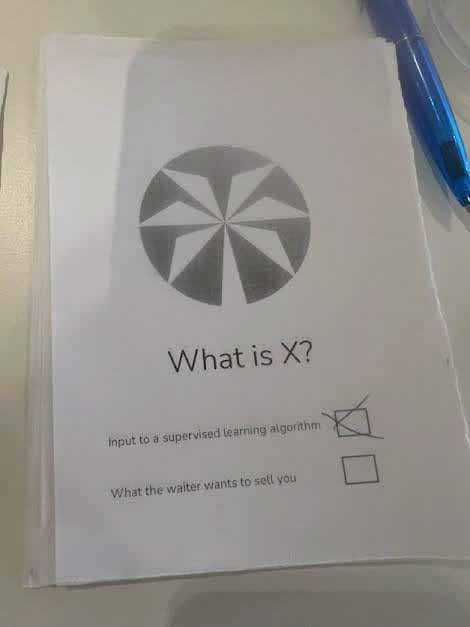 What is X?
Input to a supervised learning algorithm
What the waiter wants to sell you